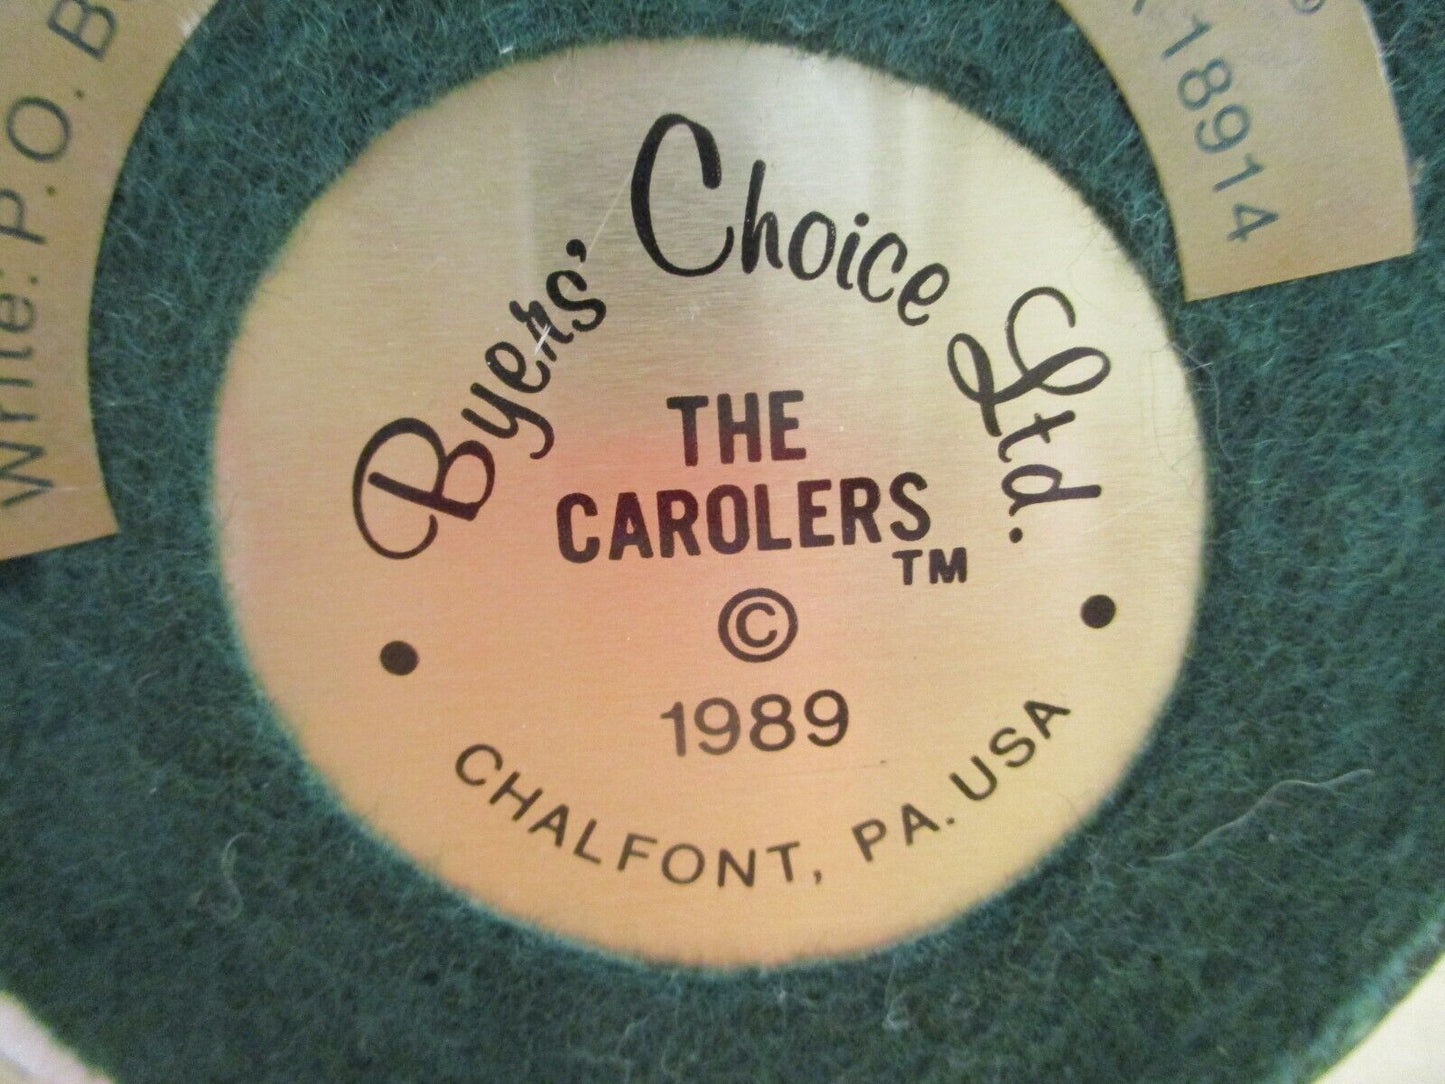 Byers' Choice Ltd.
THE
CAROLERS
TM
©
1989
CHALFONT, PA. USA
Write: P.O. B
18914